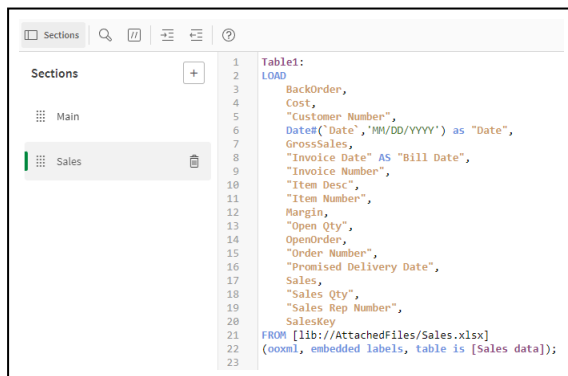 Sections
Sections
+
Main
Sales
1 Table1:
2 LOAD
3 BackOrder,
4 Cost,
5 "Customer Number",
6 Date#(`Date`,'MM/DD/YYYY') as "Date",
7 GrossSales,
8 "Invoice Date" AS "Bill Date",
9 "Invoice Number",
10 "Item Desc",
11 "Item Number",
12 Margin,
13 "Open Qty",
14 OpenOrder,
15 "Order Number",
16 "Promised Delivery Date",
17 Sales,
18 "Sales Qty",
19 "Sales Rep Number",
20 SalesKey
21 FROM [lib://AttachedFiles/Sales.xlsx]
22 (ooxml, embedded labels, table is [Sales data]);
23